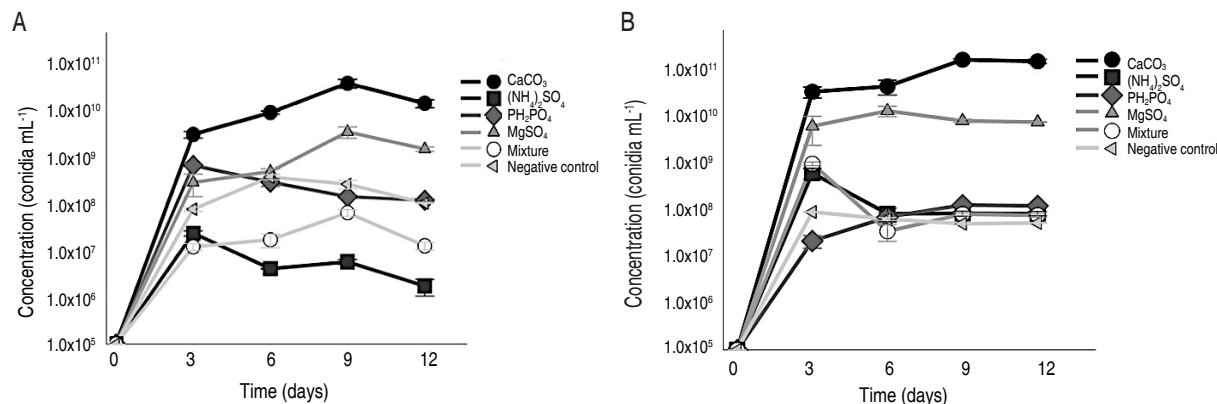 A
Concentration (conidia mL⁻¹)
1.0x10¹¹
1.0x10¹⁰
1.0x10⁹
1.0x10⁸
1.0x10⁷
1.0x10⁶
1.0x10⁵
0 3 6 9 12
Time (days)
CaCO₃
(NH₄)₂SO₄
PH₂PO₄
MgSO₄
Mixture
Negative control
B
Concentration (conidia mL⁻¹)
1.0x10¹¹
1.0x10¹⁰
1.0x10⁹
1.0x10⁸
1.0x10⁷
1.0x10⁶
1.0x10⁵
0 3 6 9 12
Time (days)
CaCO₃
(NH₄)₂SO₄
PH₂PO₄
MgSO₄
Mixture
Negative control